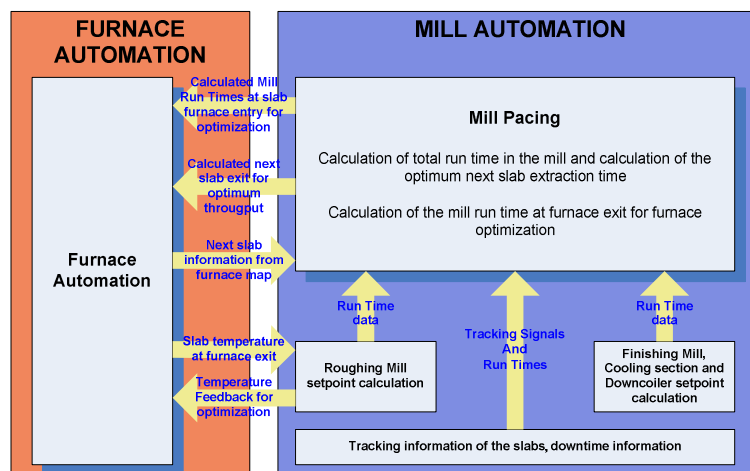 FURNACE
AUTOMATION
MILL AUTOMATION
Calculated Mill
Run Times at slab
furnace entry for
optimization
Mill Pacing
Calculation of total run time in the mill and calculation of the
optimum next slab extraction time
Calculation of the mill run time at furnace exit for furnace
optimization
Calculated next
slab exit for
optimum
througput
Furnace
Automation
Next slab
information from
furnace map
Run Time
data
Tracking Signals
And
Run Times
Run Time
data
Slab temperature
at furnace exit
Roughing Mill
setpoint calculation
Finishing Mill,
Cooling section and
Downcoiler setpoint
calculation
Temperature
Feedback for
optimization
Tracking information of the slabs, downtime information